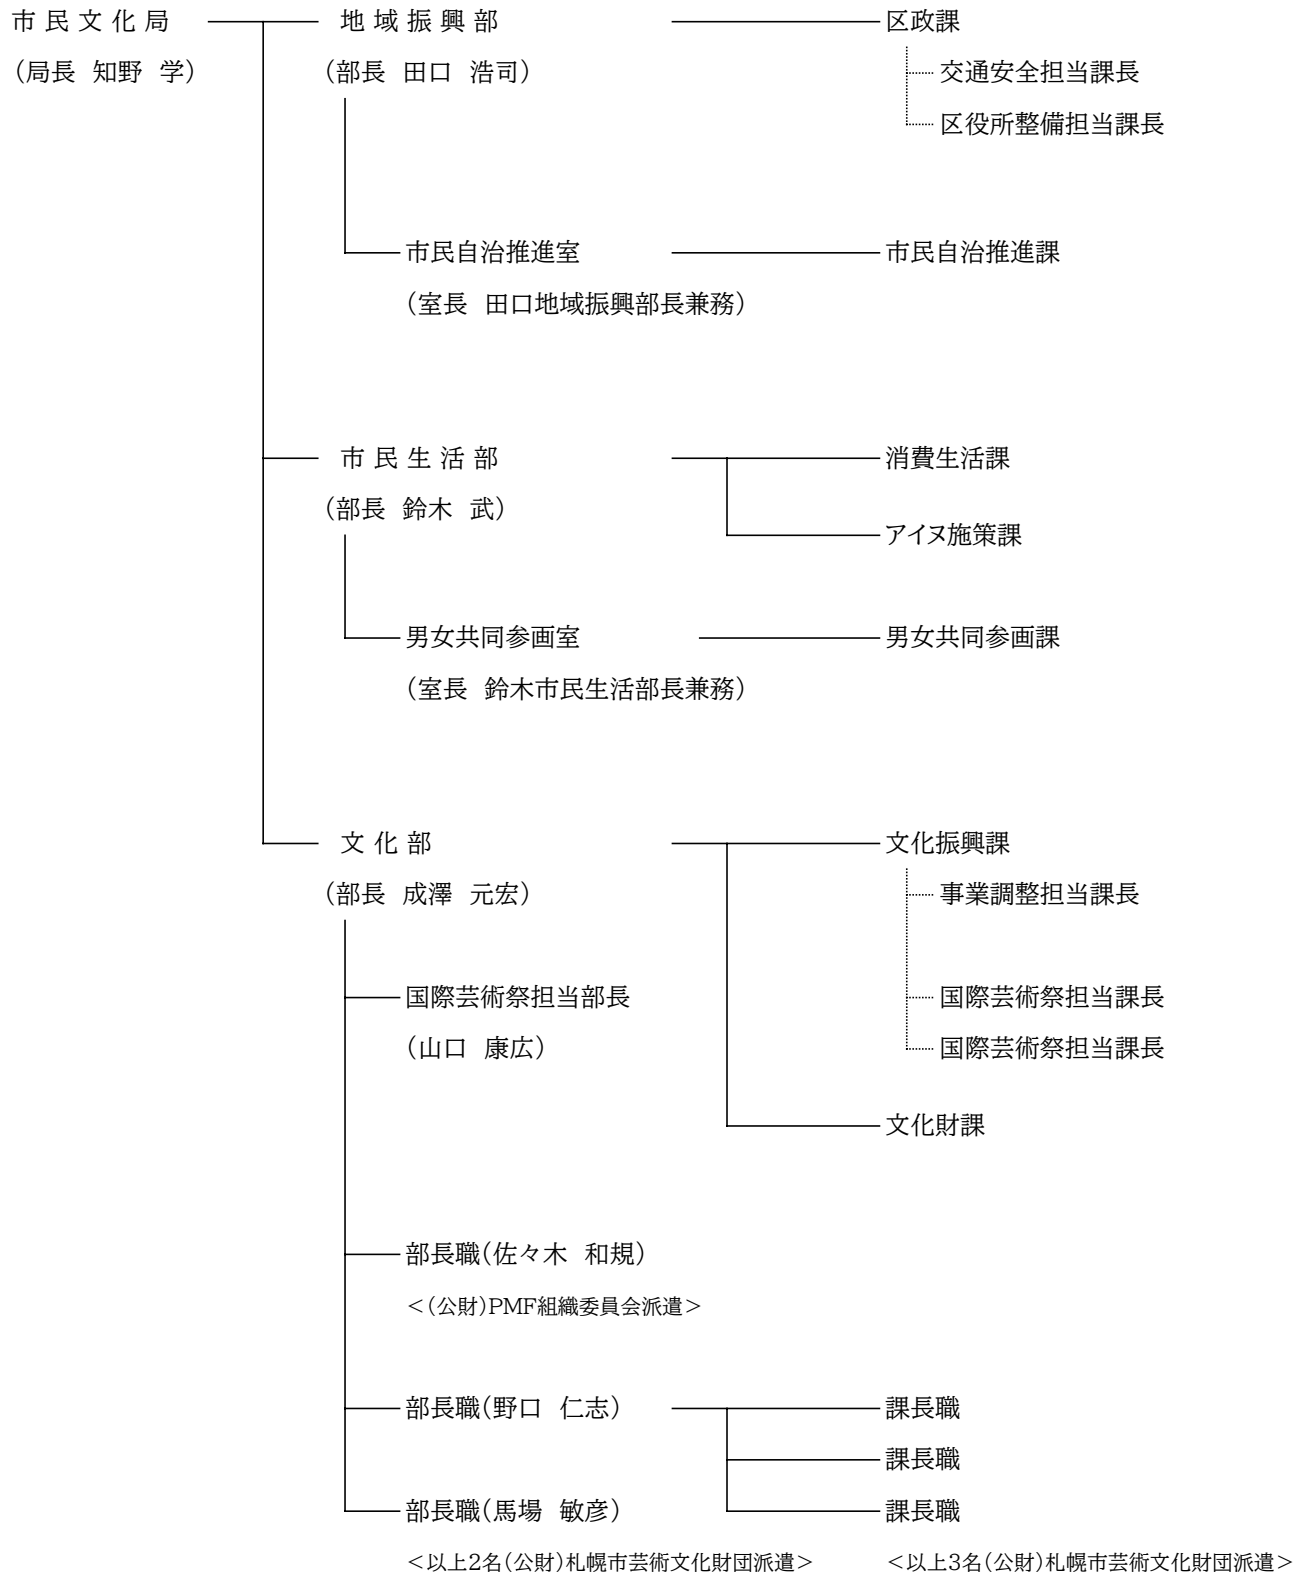 市民文化局 地域振興部 区政課
（局長 知野 学） （部長 田口 浩司） 交通安全担当課長
区役所整備担当課長
市民自治推進室 市民自治推進課
（室長 田口地域振興部長兼務）
市民生活部 消費生活課
（部長 鈴木 武）
アイヌ施策課
男女共同参画室 男女共同参画課
（室長 鈴木市民生活部長兼務）
文化部 文化振興課
（部長 成澤 元宏） 事業調整担当課長
国際芸術祭担当部長 国際芸術祭担当課長
（山口 康広） 国際芸術祭担当課長
文化財課
部長職（佐々木 和規）
＜（公財）PMF組織委員会派遣＞
部長職（野口 仁志） 課長職
課長職
部長職（馬場 敏彦） 課長職
＜以上2名（公財）札幌市芸術文化財団派遣＞ ＜以上3名（公財）札幌市芸術文化財団派遣＞